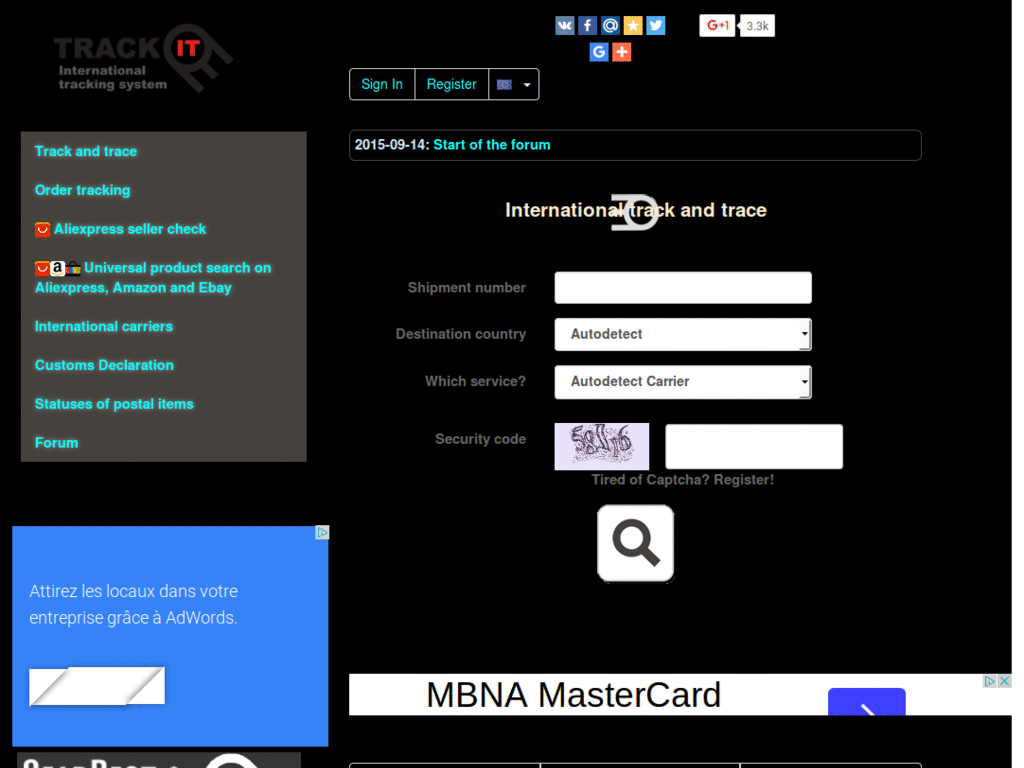 TRACK IT
International
tracking system
G+1 3.3k
Sign In Register
2015-09-14: Start of the forum
Track and trace
Order tracking
Aliexpress seller check
Universal product search on
Aliexpress, Amazon and Ebay
International carriers
Customs Declaration
Statuses of postal items
Forum
International track and trace
Shipment number
Destination country Autodetect
Which service? Autodetect Carrier
Security code
Tired of Captcha? Register!
Attirez les locaux dans votre
entreprise grâce à AdWords.
MBNA MasterCard